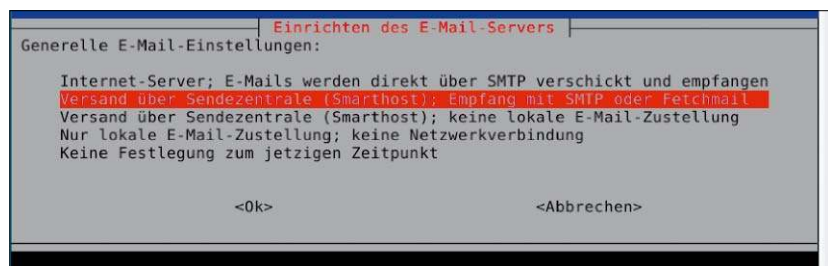 Einrichten des E-Mail-Servers
Generelle E-Mail-Einstellungen:
Internet-Server; E-Mails werden direkt über SMTP verschickt und empfangen
Versand über Sendezentrale (Smarthost); Empfang mit SMTP oder Fetchmail
Versand über Sendezentrale (Smarthost); keine lokale E-Mail-Zustellung
Nur lokale E-Mail-Zustellung; keine Netzwerkverbindung
Keine Festlegung zum jetzigen Zeitpunkt
<Ok> <Abbrechen>